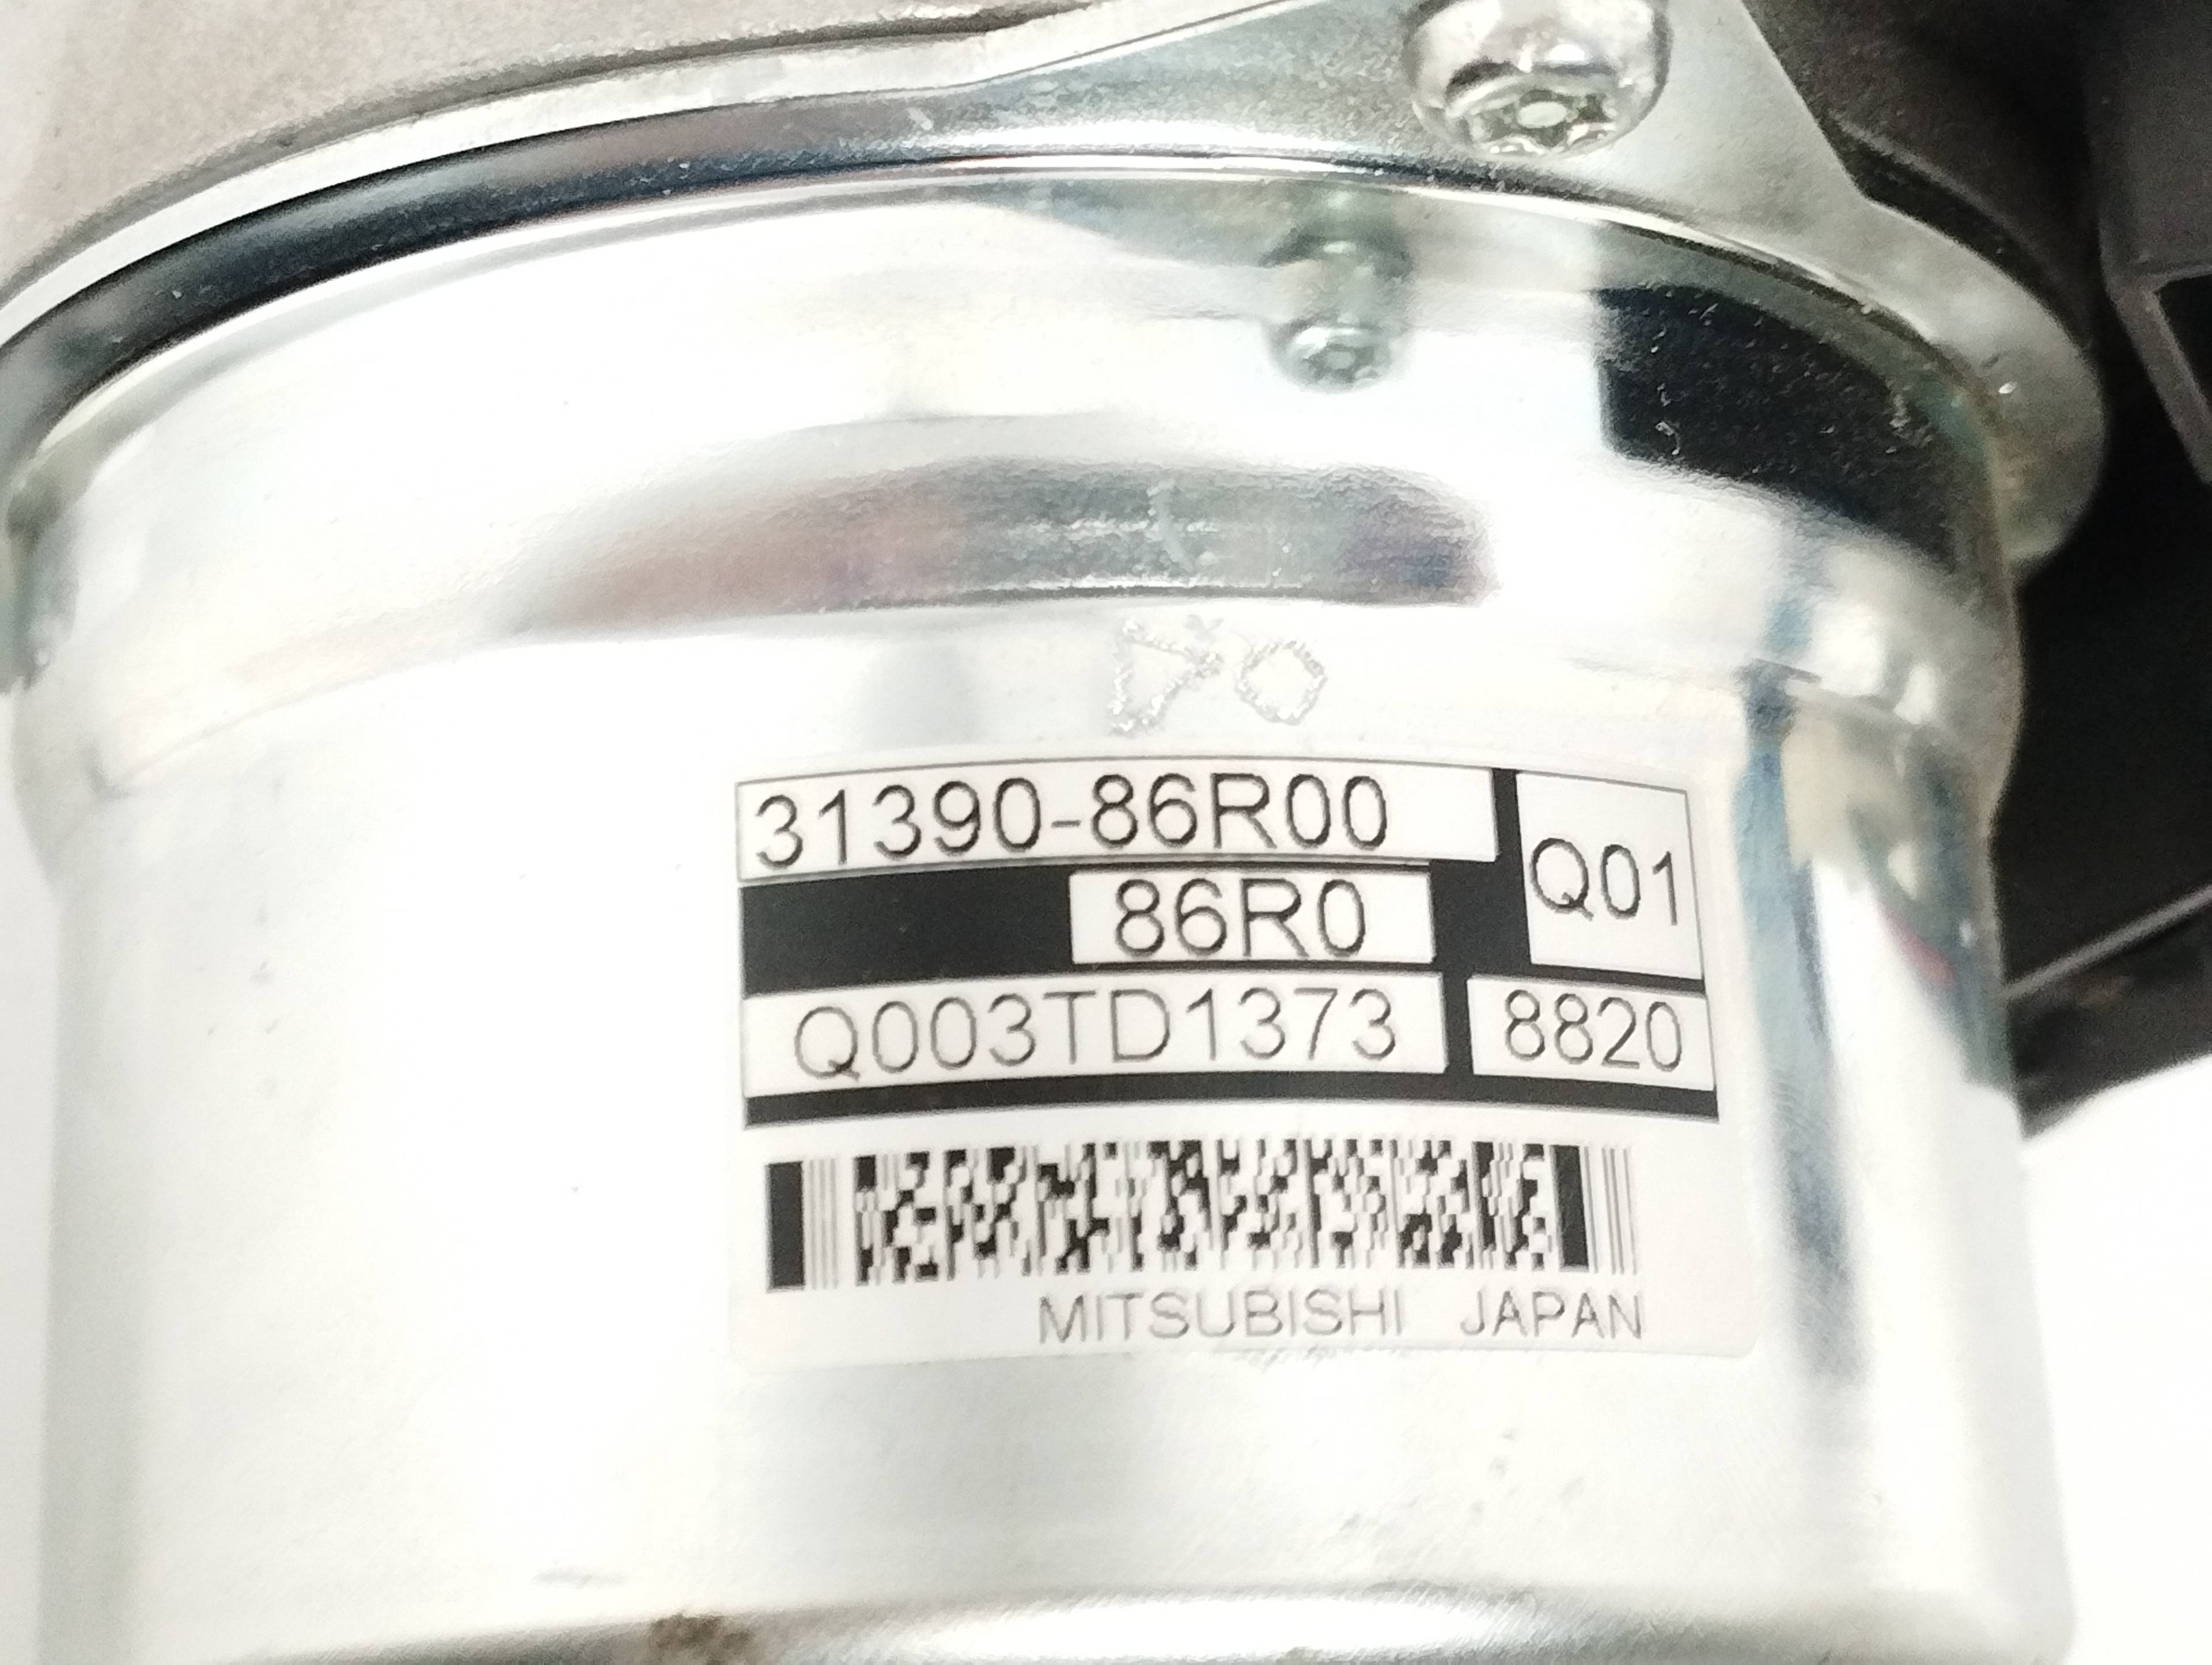 31390-86R00
Q01
86R0
Q003TD1373
8820
MITSUBISHI JAPAN